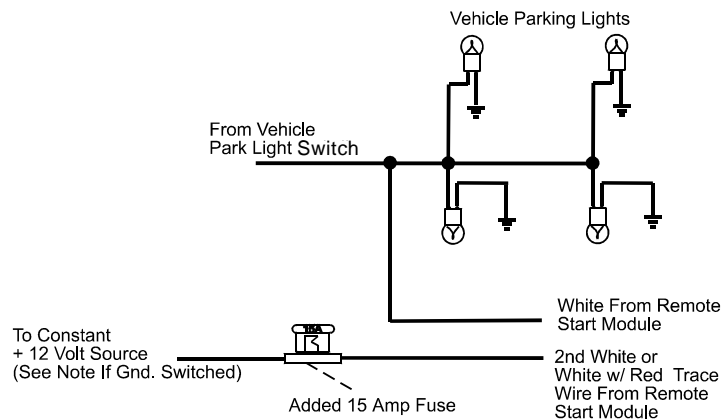 Vehicle Parking Lights
From Vehicle
Park Light Switch
White From Remote
Start Module
15A
To Constant
+ 12 Volt Source
(See Note If Gnd. Switched)
2nd White or
White w/ Red Trace
Wire From Remote
Start Module
Added 15 Amp Fuse